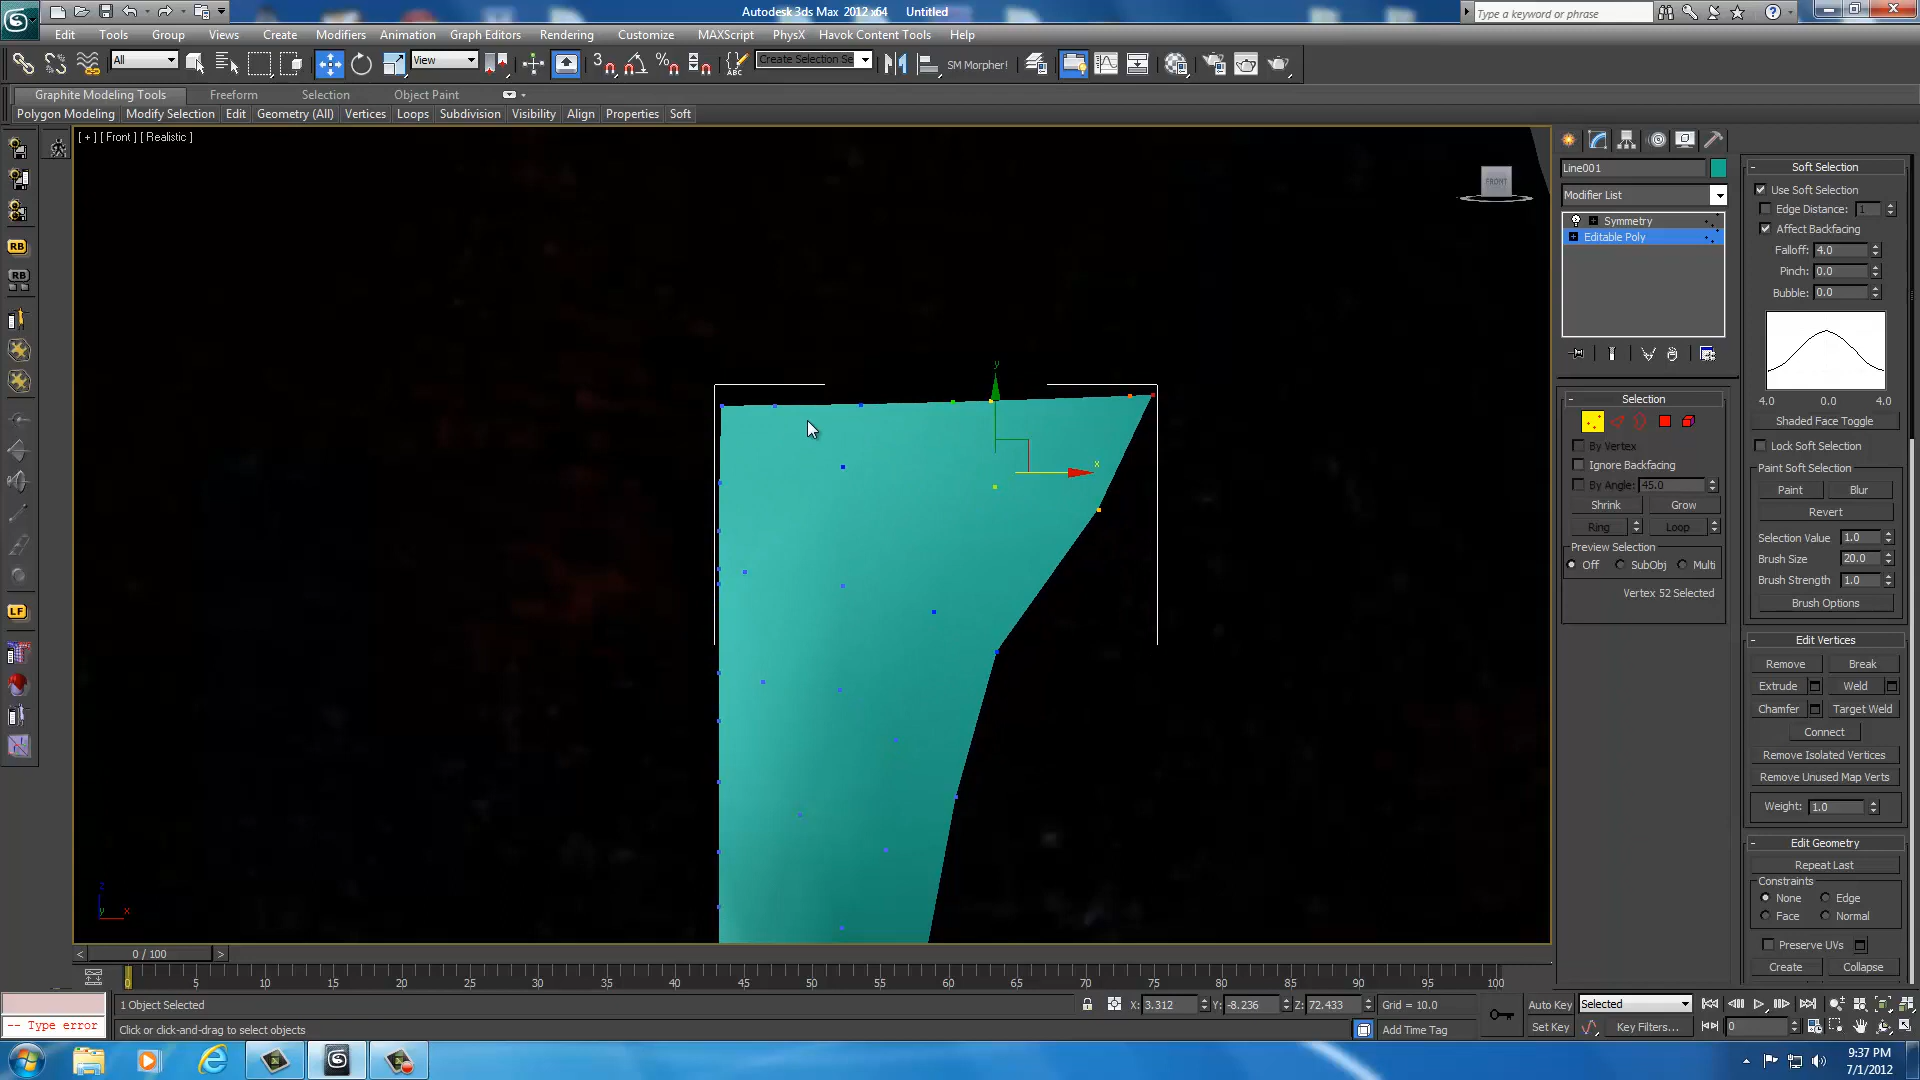 Autodesk 3ds Max 2012 x64 Untitled
Type a keyword or phrase
Edit Tools Group Views Create Modifiers Animation Graph Editors Rendering Customize MAXScript PhysX Havok Content Tools Help
All View Create Selection Se SM Morpher!
Graphite Modeling Tools Freeform Selection Object Paint
Polygon Modeling Modify Selection Edit Geometry (All) Vertices Loops Subdivision Visibility Align Properties Soft
[ + ] [ Front ] [ Realistic ]
FRONT
RB
RB
LF
y
x
z
y x
Line001
Modifier List
Symmetry
Editable Poly
Selection
By Vertex
Ignore Backfacing
By Angle: 45.0
Shrink Grow
Ring Loop
Preview Selection
Off SubObj Multi
Vertex 52 Selected
Soft Selection
Use Soft Selection
Edge Distance: 1
Affect Backfacing
Falloff: 4.0
Pinch: 0.0
Bubble: 0.0
4.0 0.0 4.0
Shaded Face Toggle
Lock Soft Selection
Paint Soft Selection
Paint Blur
Revert
Selection Value 1.0
Brush Size 20.0
Brush Strength 1.0
Brush Options
Edit Vertices
Remove Break
Extrude Weld
Chamfer Target Weld
Connect
Remove Isolated Vertices
Remove Unused Map Verts
Weight: 1.0
Edit Geometry
Repeat Last
Constraints
None Edge
Face Normal
Preserve UVs
Create Collapse
< 0 / 100 >
0 5 10 15 20 25 30 35 40 45 50 55 60 65 70 75 80 85 90 95 100
1 Object Selected X: 3.312 Y: -8.236 Z: 72.433 Grid = 10.0 Auto Key Selected
-- Type error Click or click-and-drag to select objects Add Time Tag Set Key Key Filters... 0
9:37 PM
7/1/2012